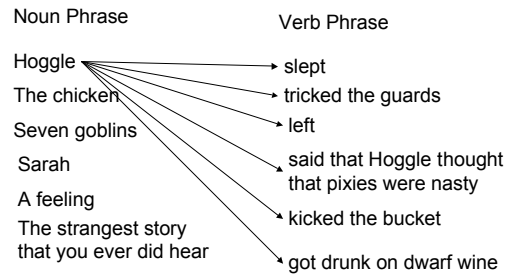 Noun Phrase
Hoggle
The chicken
Seven goblins
Sarah
A feeling
The strangest story
that you ever did hear
Verb Phrase
slept
tricked the guards
left
said that Hoggle thought
that pixies were nasty
kicked the bucket
got drunk on dwarf wine